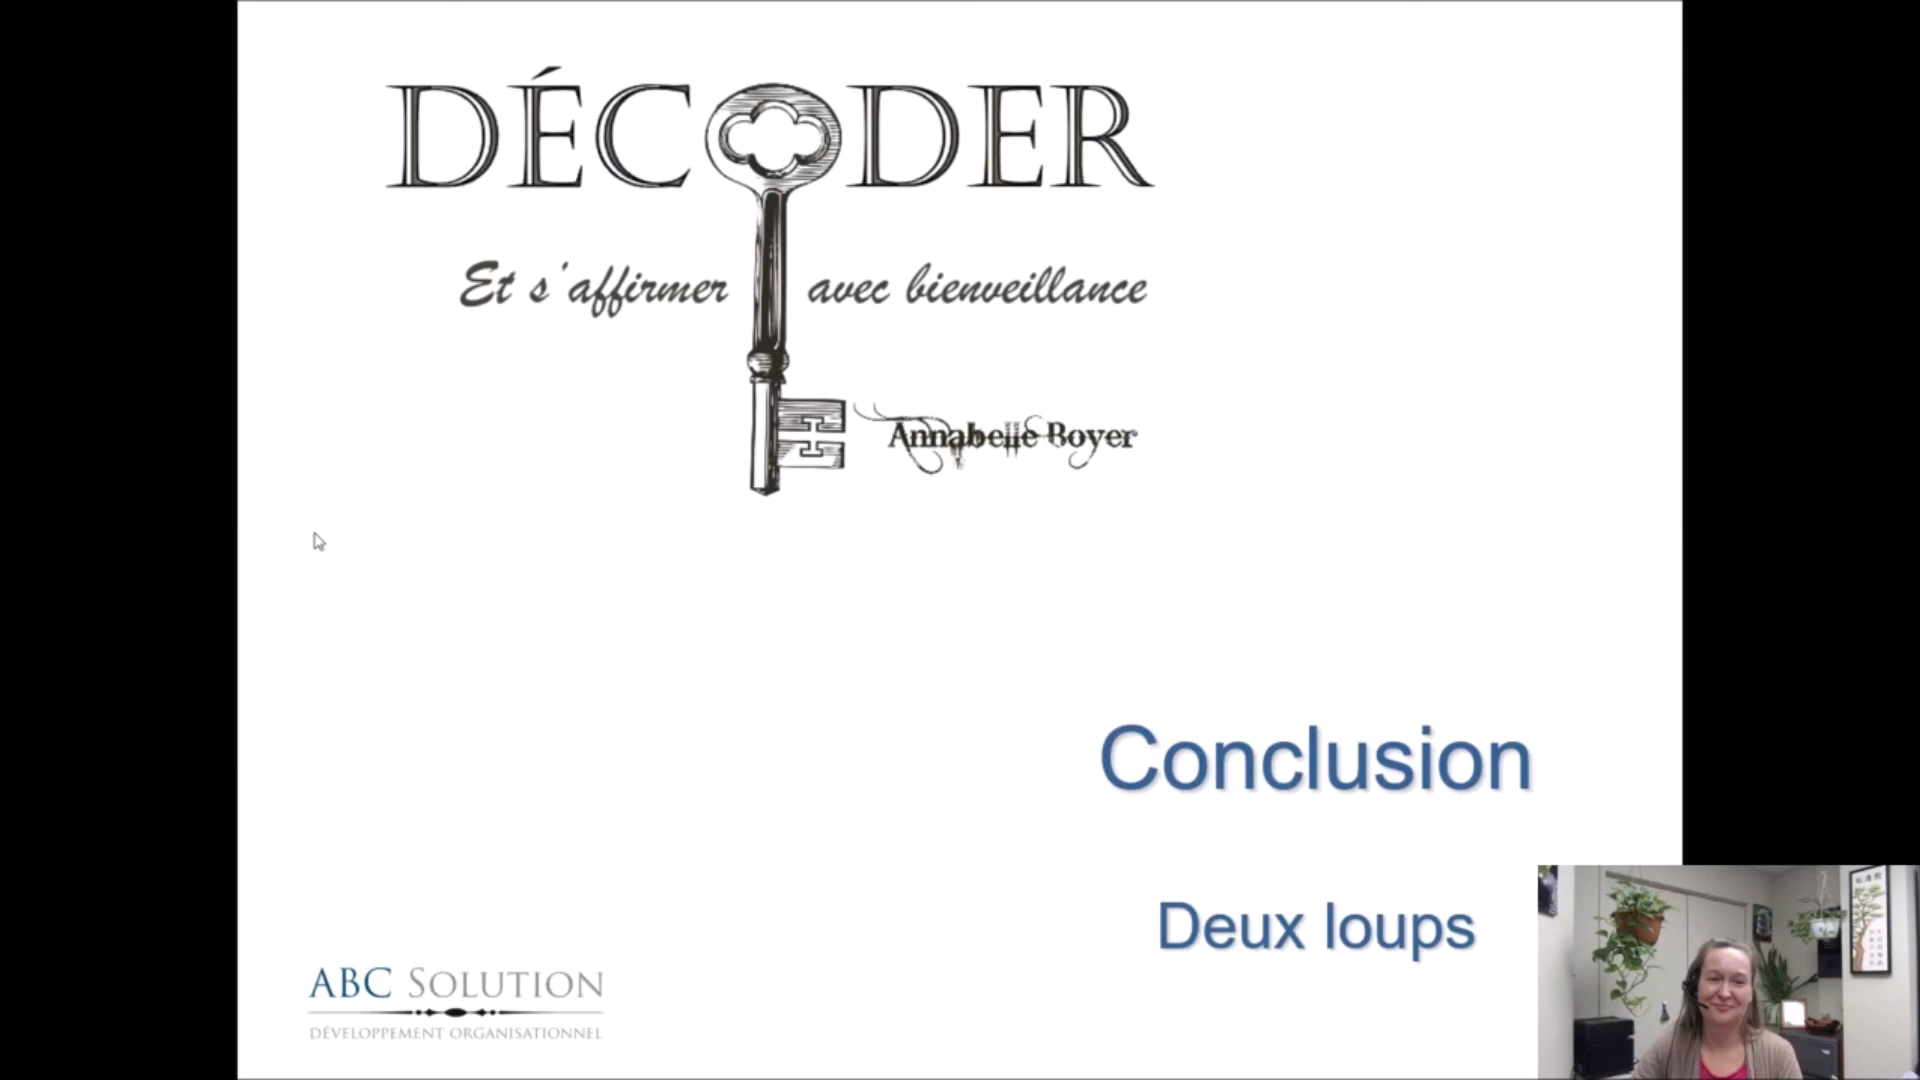 DÉCODER
Et s'affirmer avec bienveillance
Annabelle Boyer
Conclusion
Deux loups
ABC SOLUTION
DÉVELOPPEMENT ORGANISATIONNEL